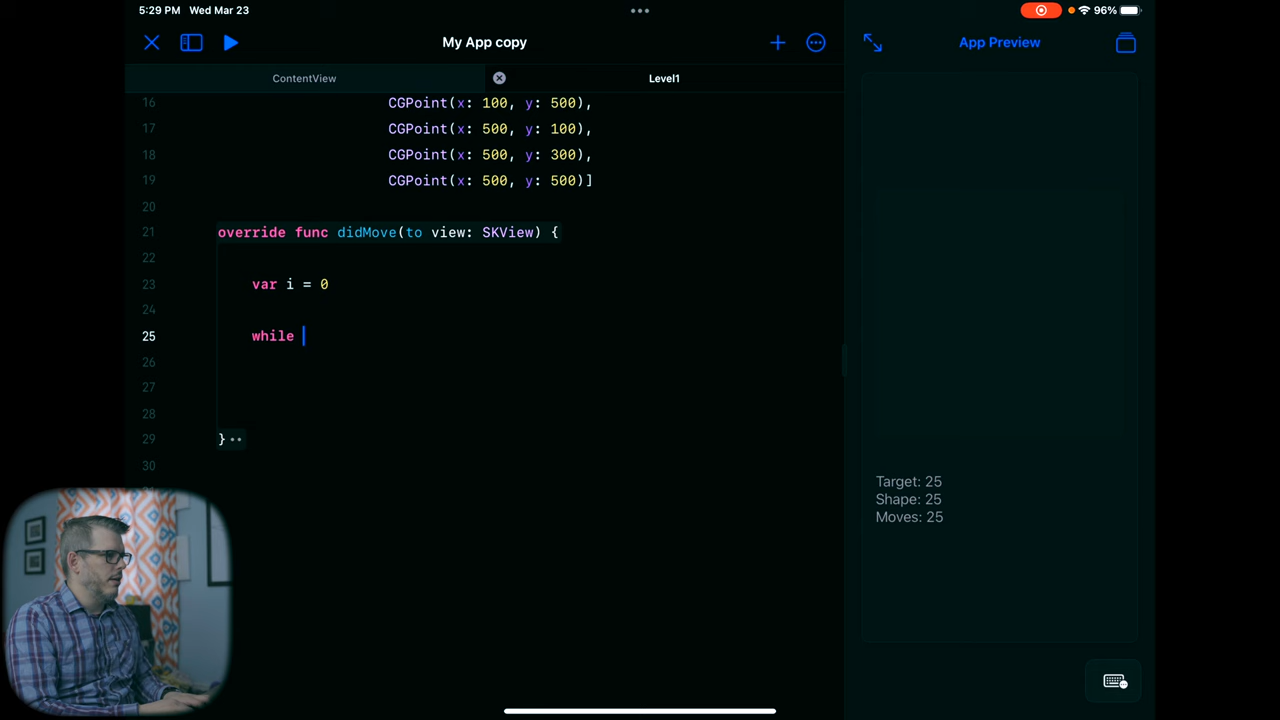 5:29 PM Wed Mar 23
96%
My App copy
App Preview
ContentView
Level1
16 CGPoint(x: 100, y: 500),
17 CGPoint(x: 500, y: 100),
18 CGPoint(x: 500, y: 300),
19 CGPoint(x: 500, y: 500)]
20
21 override func didMove(to view: SKView) {
22
23 var i = 0
24
25 while
26
27
28
29 }
30
Target: 25
Shape: 25
Moves: 25